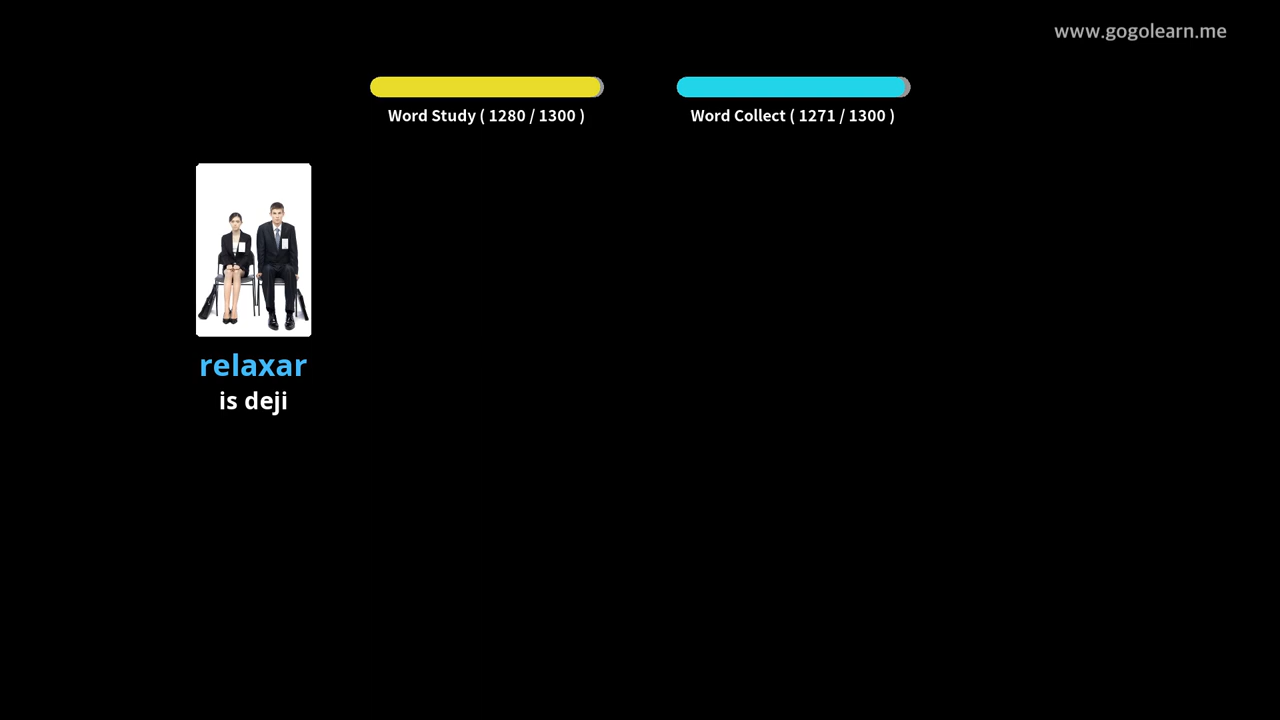 www.gogolearn.me
Word Study ( 1280 / 1300 )
Word Collect ( 1271 / 1300 )
relaxar
is deji